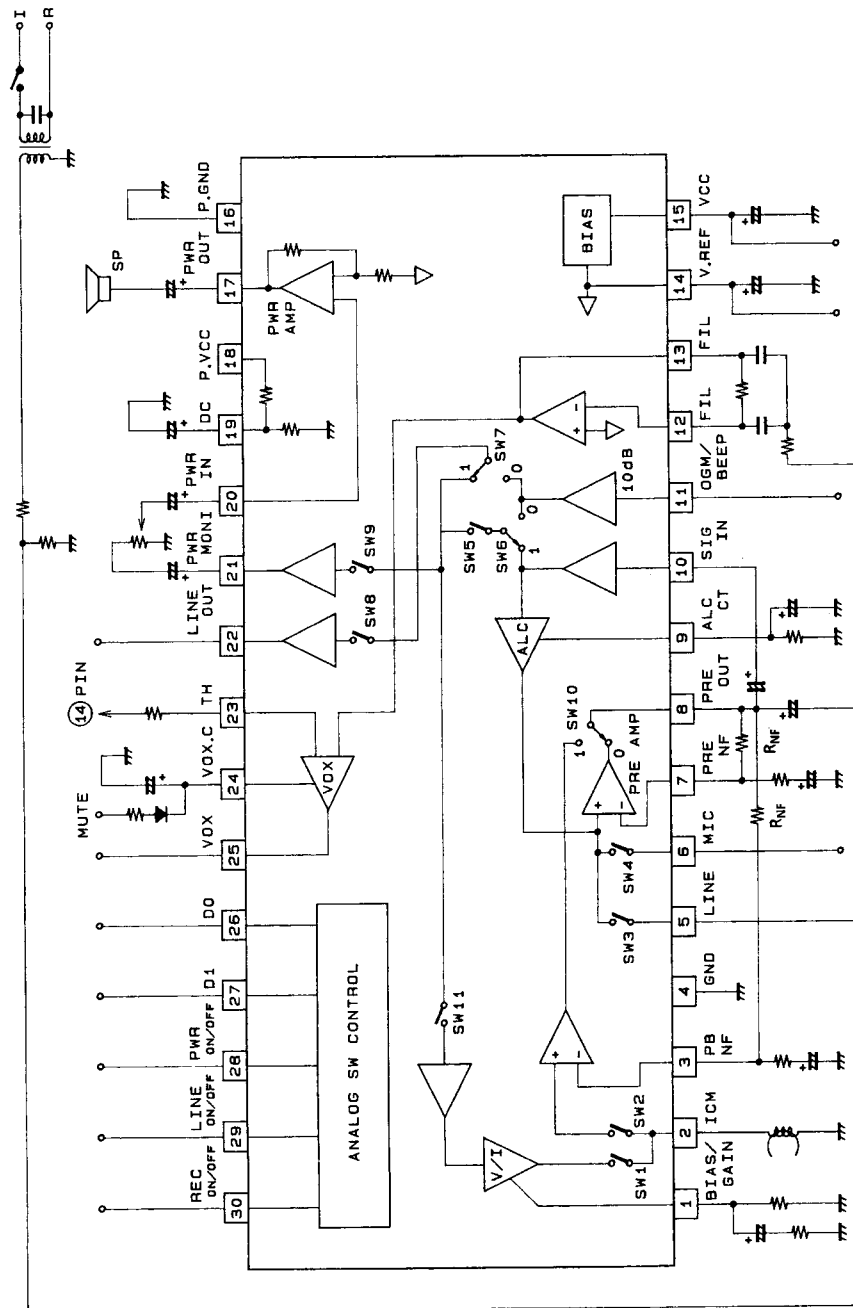 I
R
P.GND
16
SP
PWR
OUT
17
P.VCC
18
DC
19
PWR
IN
20
PWR
MONI
21
LINE
OUT
22
14 PIN
TH
23
VOX.C
24
MUTE
VOX
25
D0
26
D1
27
PWR
ON/OFF
28
LINE
ON/OFF
29
REC
ON/OFF
30
PWR
AMP
BIAS
VOX
ANALOG SW CONTROL
SW7
1
0
SW9
SW8
SW5
SW6
0
1
10dB
ALC
SW10
1
0
PRE AMP
SW4
SW3
SW11
SW2
SW1
V/I
+
-
+
-
+
-
15
VCC
14
V.REF
13
FIL
12
FIL
11
OGM/
BEEP
10
SIG
IN
9
ALC
CT
8
PRE
OUT
7
PRE
NF
RNF
RNF
6
MIC
5
LINE
4
GND
3
PB
NF
2
ICM
1
BIAS/
GAIN